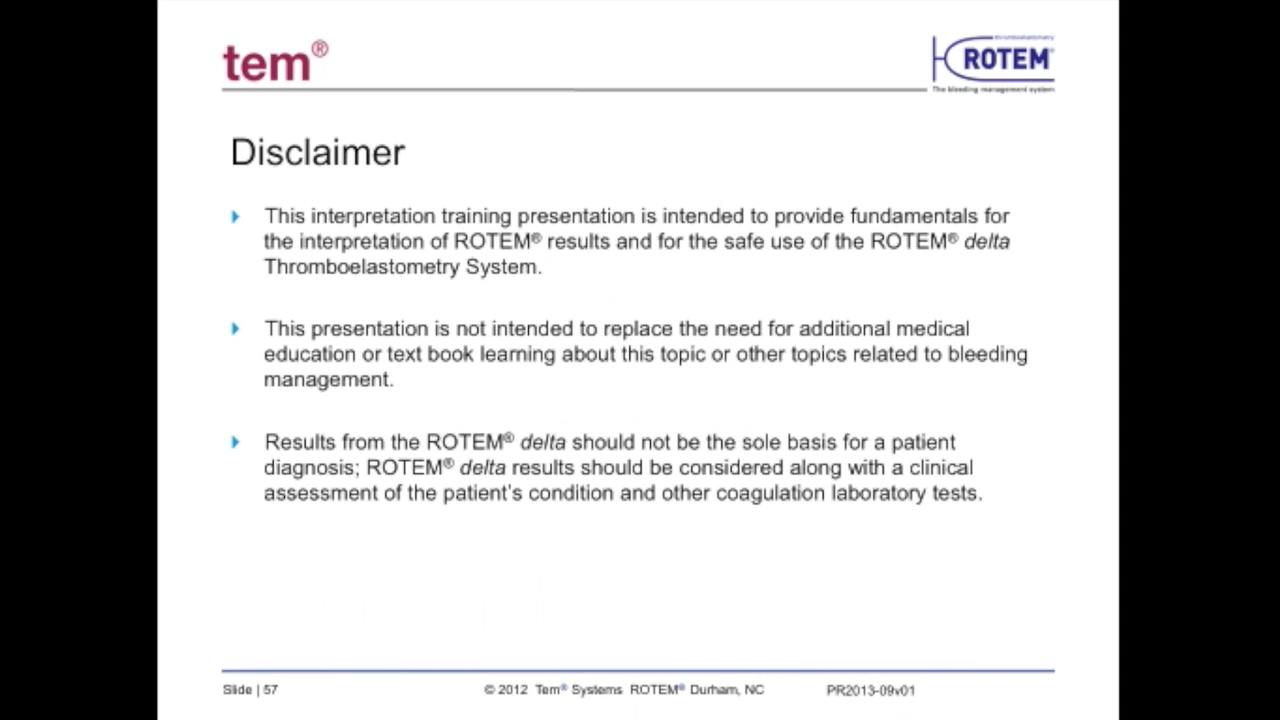 tem®
thromboelastometry
ROTEM®
The bleeding management system
Disclaimer
This interpretation training presentation is intended to provide fundamentals for
the interpretation of ROTEM® results and for the safe use of the ROTEM® delta
Thromboelastometry System.
This presentation is not intended to replace the need for additional medical
education or text book learning about this topic or other topics related to bleeding
management.
Results from the ROTEM® delta should not be the sole basis for a patient
diagnosis; ROTEM® delta results should be considered along with a clinical
assessment of the patient's condition and other coagulation laboratory tests.
Slide | 57
© 2012 Tem® Systems ROTEM® Durham, NC
PR2013-09v01